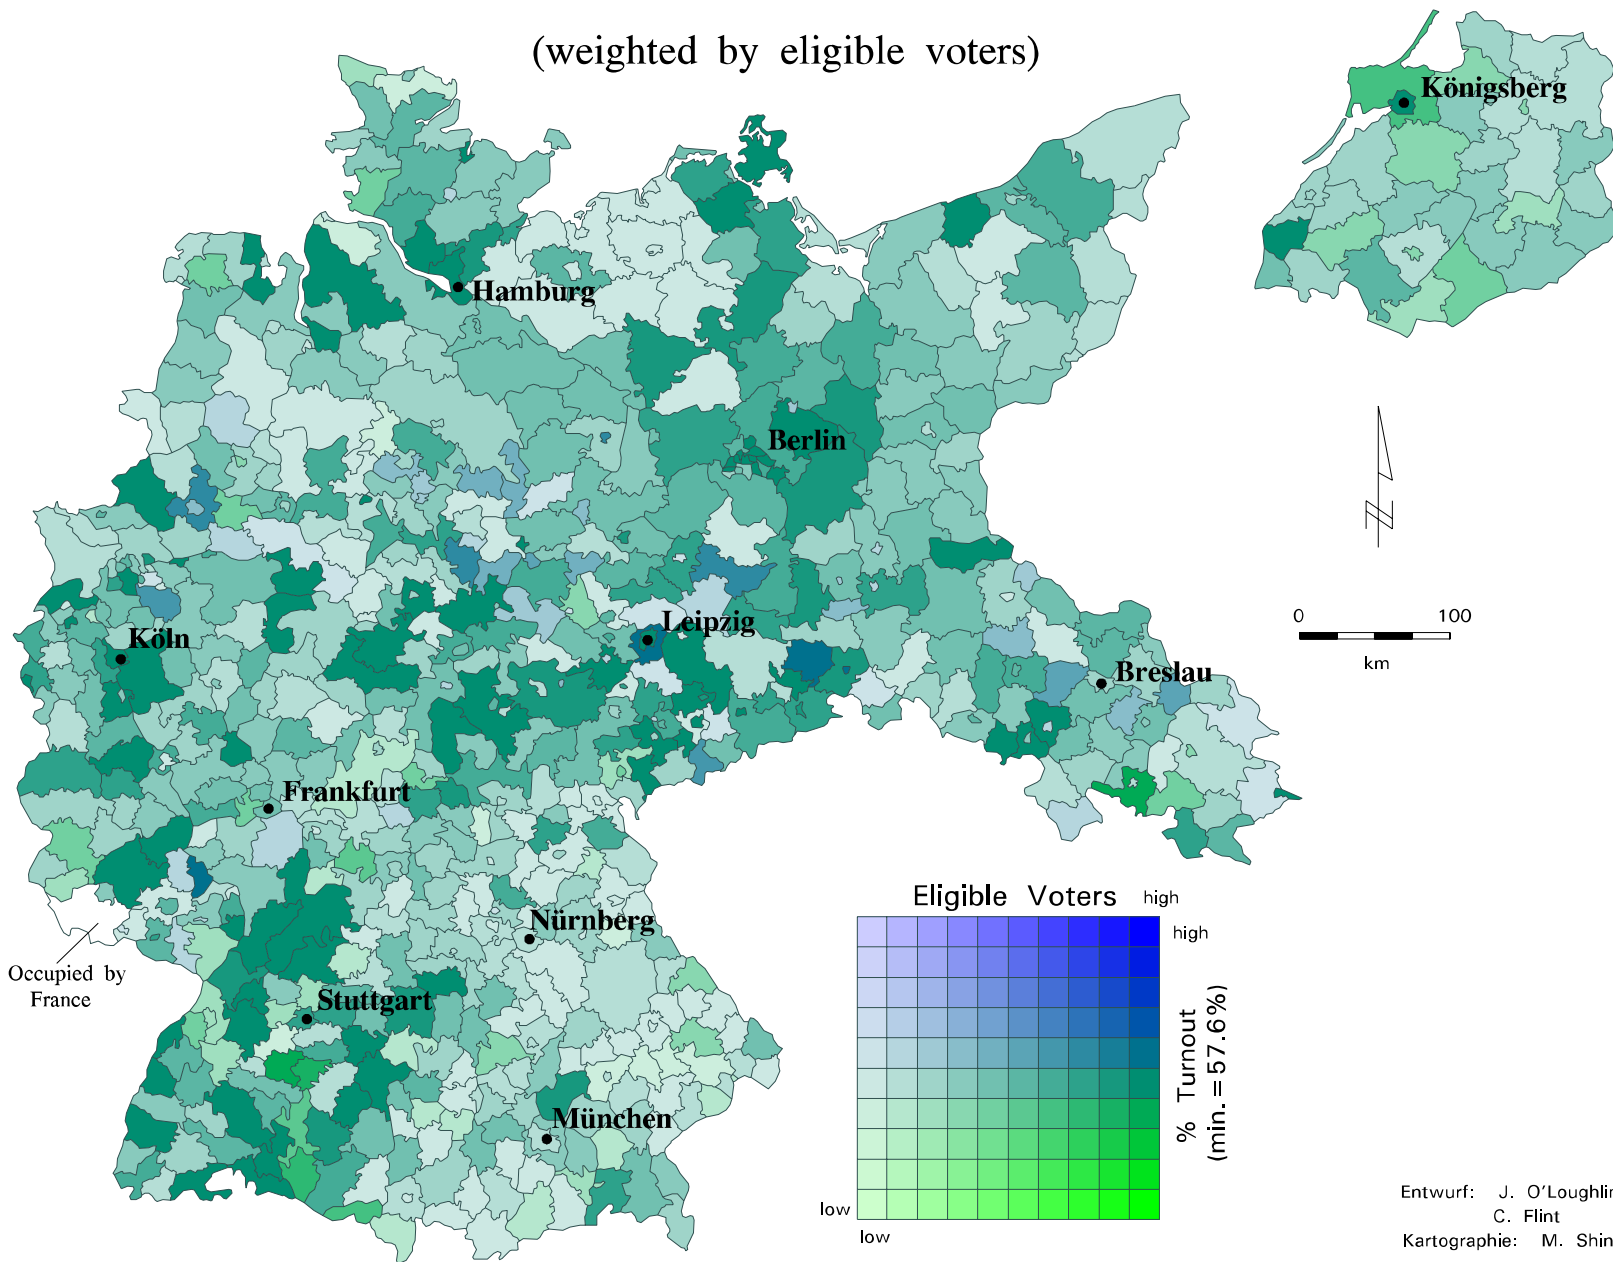 (weighted by eligible voters)
Königsberg
Hamburg
Berlin
0 100
km
Leipzig
Köln
Breslau
Frankfurt
Eligible Voters high
high
Nürnberg
Occupied by
France
Stuttgart
% Turnout
(min. = 57.6%)
München
low
low
Entwurf: J. O'Loughlin
C. Flint
Kartographie: M. Shin